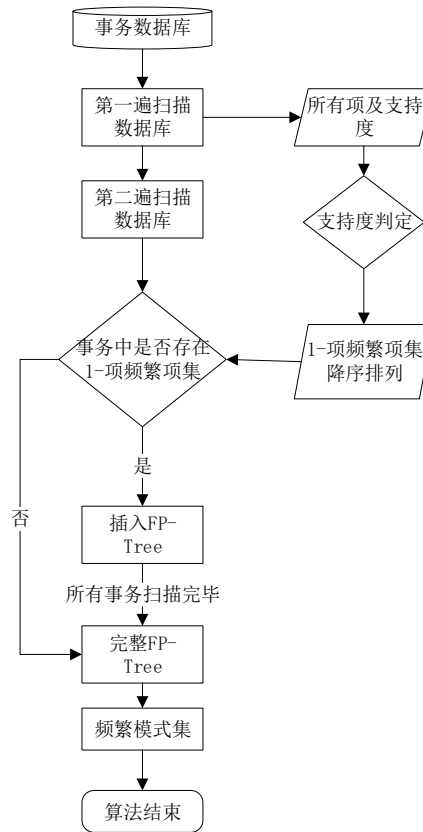 事务数据库
第一遍扫描
数据库
所有项及支持
度
第二遍扫描
数据库
支持度判定
事务中是否存在
1-项频繁项集
1-项频繁项集
降序排列
是
否
插入FP-
Tree
所有事务扫描完毕
完整FP-
Tree
频繁模式集
算法结束